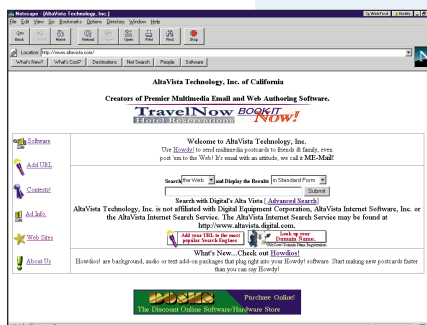 Netscape - [AltaVista Technology, Inc.]
File Edit View Go Bookmarks Options Directory Window Help
Back Home Reload Open Print Find Stop
Location: http://www.altavista.com/
What's New? What's Cool? Destinations Net Search People Software
AltaVista Technology, Inc. of California
Creators of Premier Multimedia Email and Web Authoring Software.
TravelNow BOOK IT Now!
Hotel Reservations
Software
Add URL
Contests!
Ad Info.
Web Sites
About Us
Welcome to AltaVista Technology, Inc.
Use Howdy! to send multimedia postcards to friends & family, even
post 'em to the Web! It's email with an attitude, we call it ME-Mail!
Search the Web and Display the Results in Standard Form
Submit
Search with Digital's Alta Vista [ Advanced Search]
AltaVista Technology, Inc. is not affiliated with Digital Equipment Corporation, AltaVista Internet Software, Inc. or
the AltaVista Internet Search Service. The AltaVista Internet Search Service may be found at
http://www.altavista.digital.com.
Add your URL to the most
popular Search Engines
Look up your
Domain Name.
What's New...Check out Howdios!
Howdios! are background, audio or text add-on packages that plug right into your Howdy! software. Start making new postcards faster
than you can say Howdy!
Purchase Online!
The Discount Online Software/Hardware Store